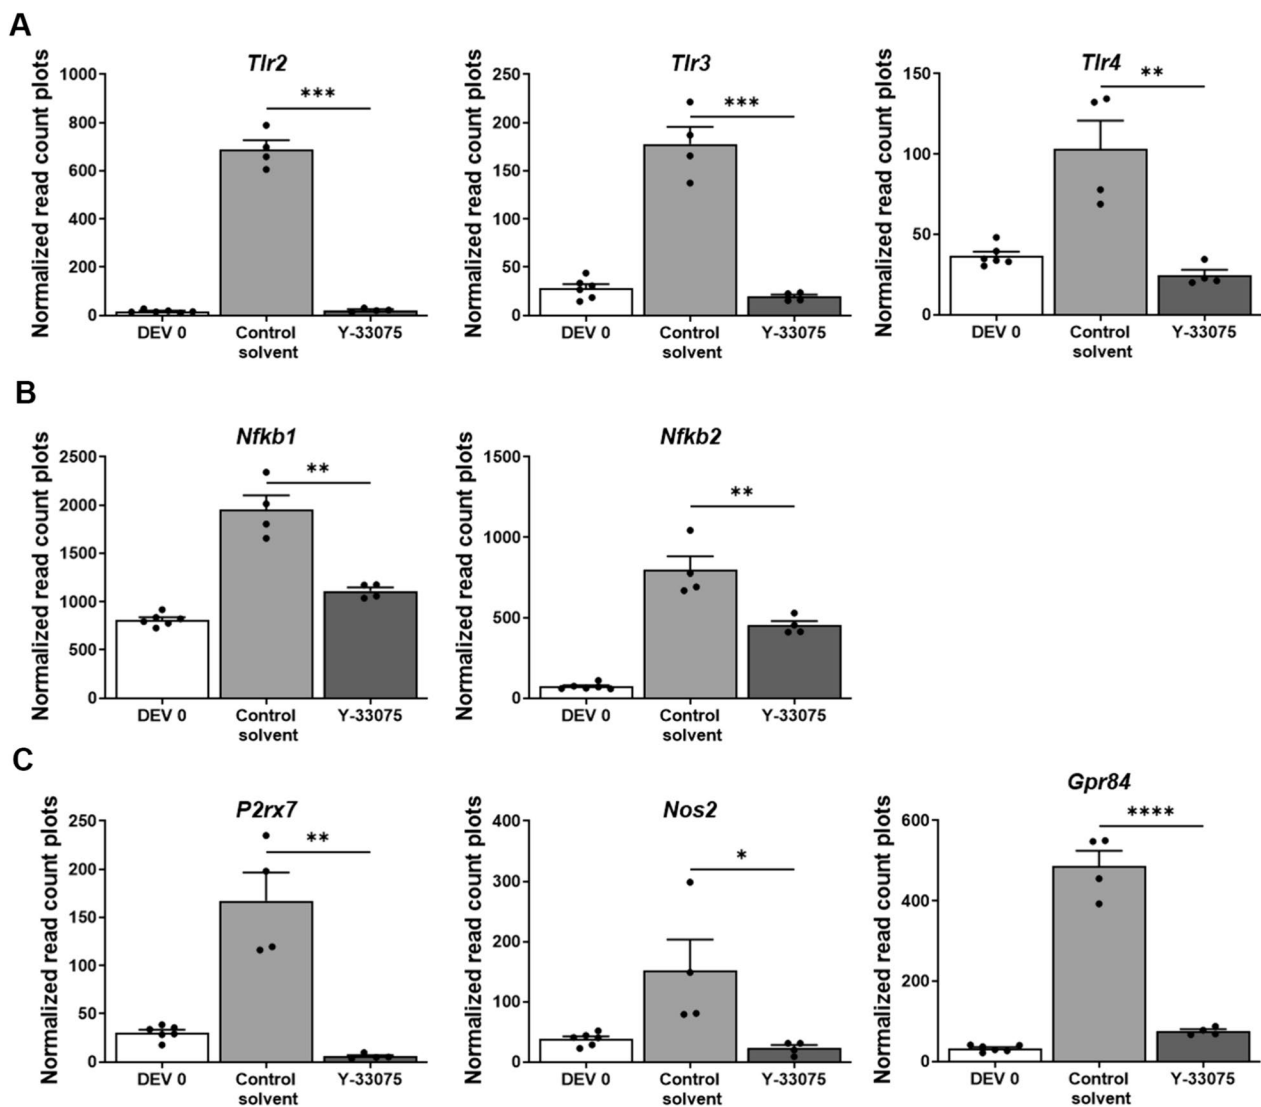 A
Tlr2
Normalized read count plots
1000
800
600
400
200
0
***
DEV 0
Control
solvent
Y-33075
Tlr3
Normalized read count plots
250
200
150
100
50
0
***
DEV 0
Control
solvent
Y-33075
Tlr4
Normalized read count plots
150
100
50
0
**
DEV 0
Control
solvent
Y-33075
B
Nfkb1
Normalized read count plots
2500
2000
1500
1000
500
0
**
DEV 0
Control
solvent
Y-33075
Nfkb2
Normalized read count plots
1500
1000
500
0
**
DEV 0
Control
solvent
Y-33075
C
P2rx7
Normalized read count plots
250
200
150
100
50
0
**
DEV 0
Control
solvent
Y-33075
Nos2
Normalized read count plots
400
300
200
100
0
*
DEV 0
Control
solvent
Y-33075
Gpr84
Normalized read count plots
600
400
200
0
****
DEV 0
Control
solvent
Y-33075